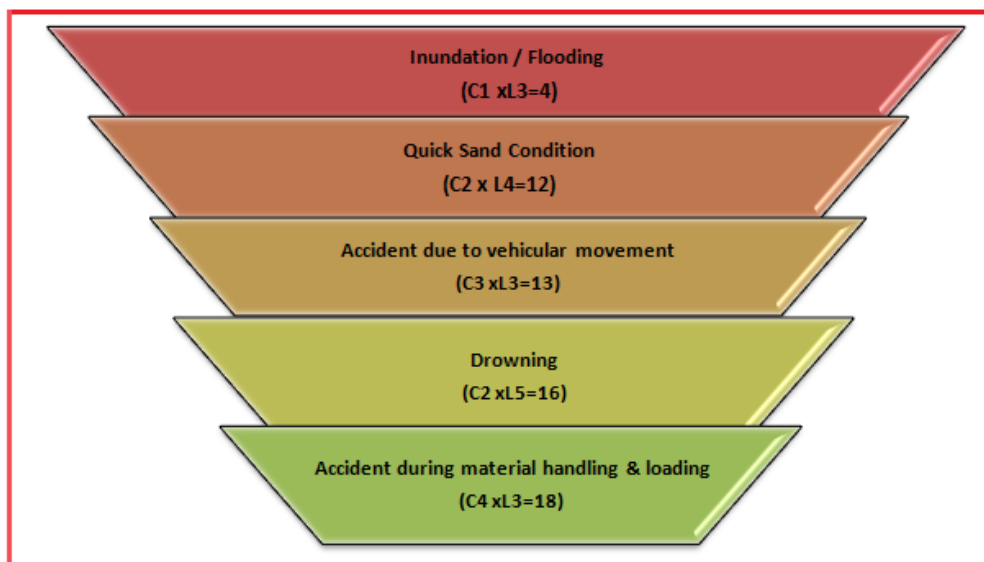 Inundation / Flooding
(C1 xL3=4)
Quick Sand Condition
(C2 x L4=12)
Accident due to vehicular movement
(C3 xL3=13)
Drowning
(C2 xL5=16)
Accident during material handling & loading
(C4 xL3=18)